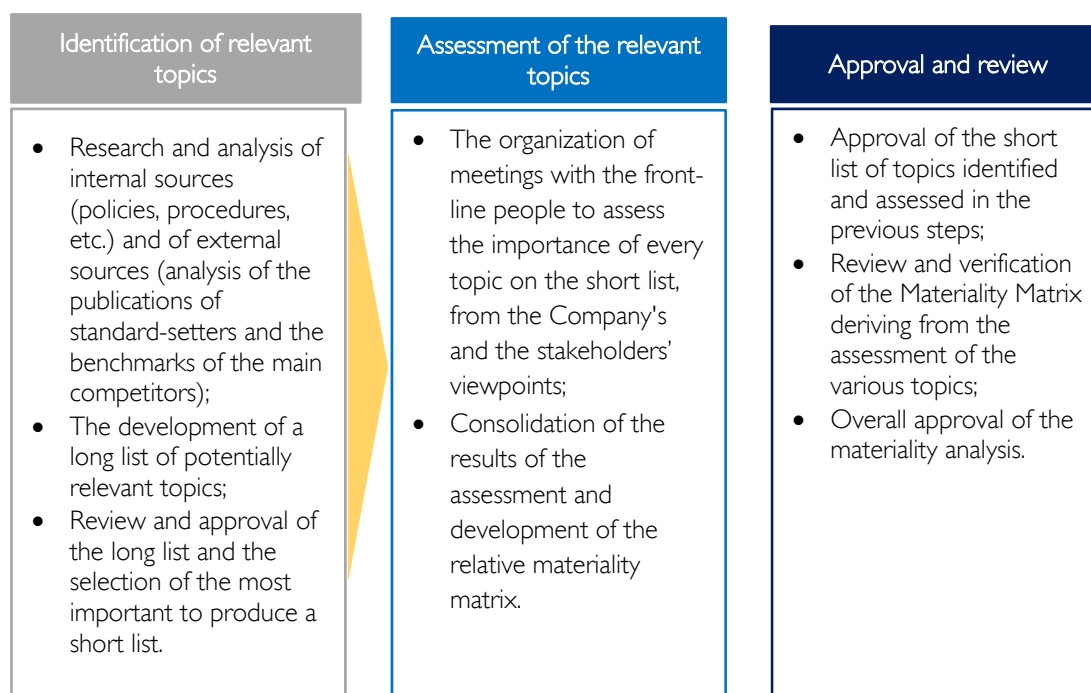 Identification of relevant
topics
• Research and analysis of
internal sources
(policies, procedures,
etc.) and of external
sources (analysis of the
publications of
standard-setters and the
benchmarks of the main
competitors);
• The development of a
long list of potentially
relevant topics;
• Review and approval of
the long list and the
selection of the most
important to produce a
short list.
Assessment of the relevant
topics
• The organization of
meetings with the front-
line people to assess
the importance of every
topic on the short list,
from the Company's
and the stakeholders’
viewpoints;
• Consolidation of the
results of the
assessment and
development of the
relative materiality
matrix.
Approval and review
• Approval of the short
list of topics identified
and assessed in the
previous steps;
• Review and verification
of the Materiality Matrix
deriving from the
assessment of the
various topics;
• Overall approval of the
materiality analysis.